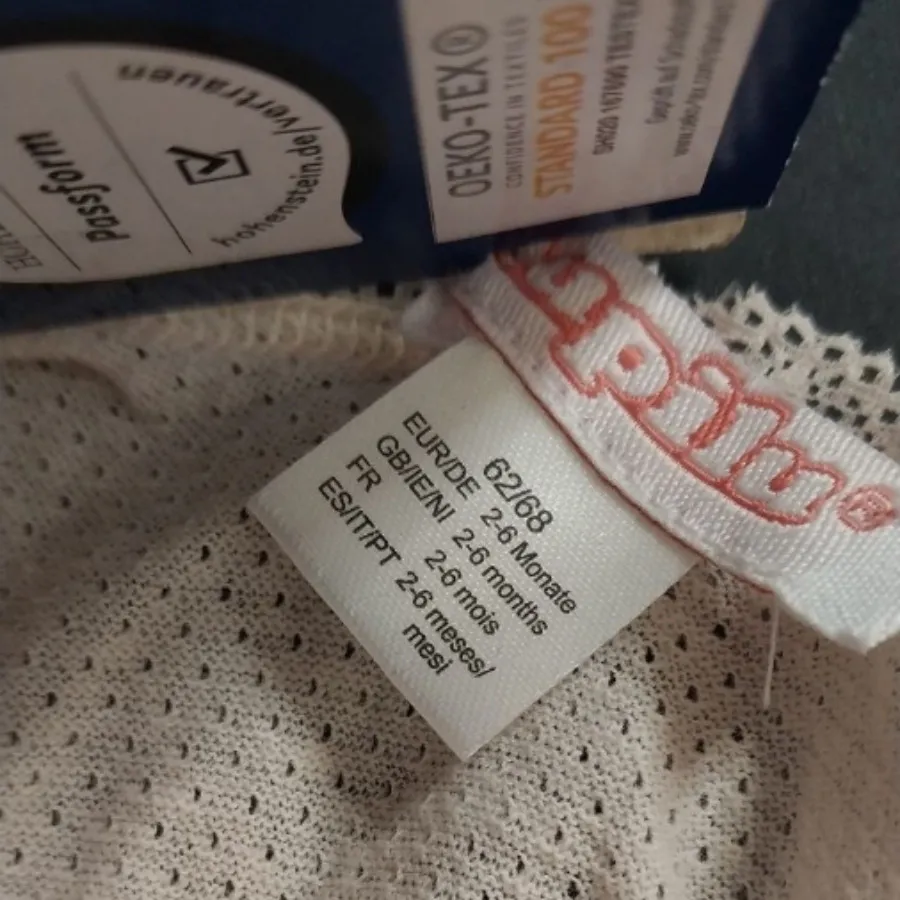 Passform
hohenstein.de/vertrauen
OEKO-TEX®
CONFIDENCE IN TEXTILES
STANDARD 100
lupilu®
62/68
EUR/DE 2-6 Monate
GB/IE/NI 2-6 months
FR 2-6 mois
ES/IT/PT 2-6 meses/
mesi